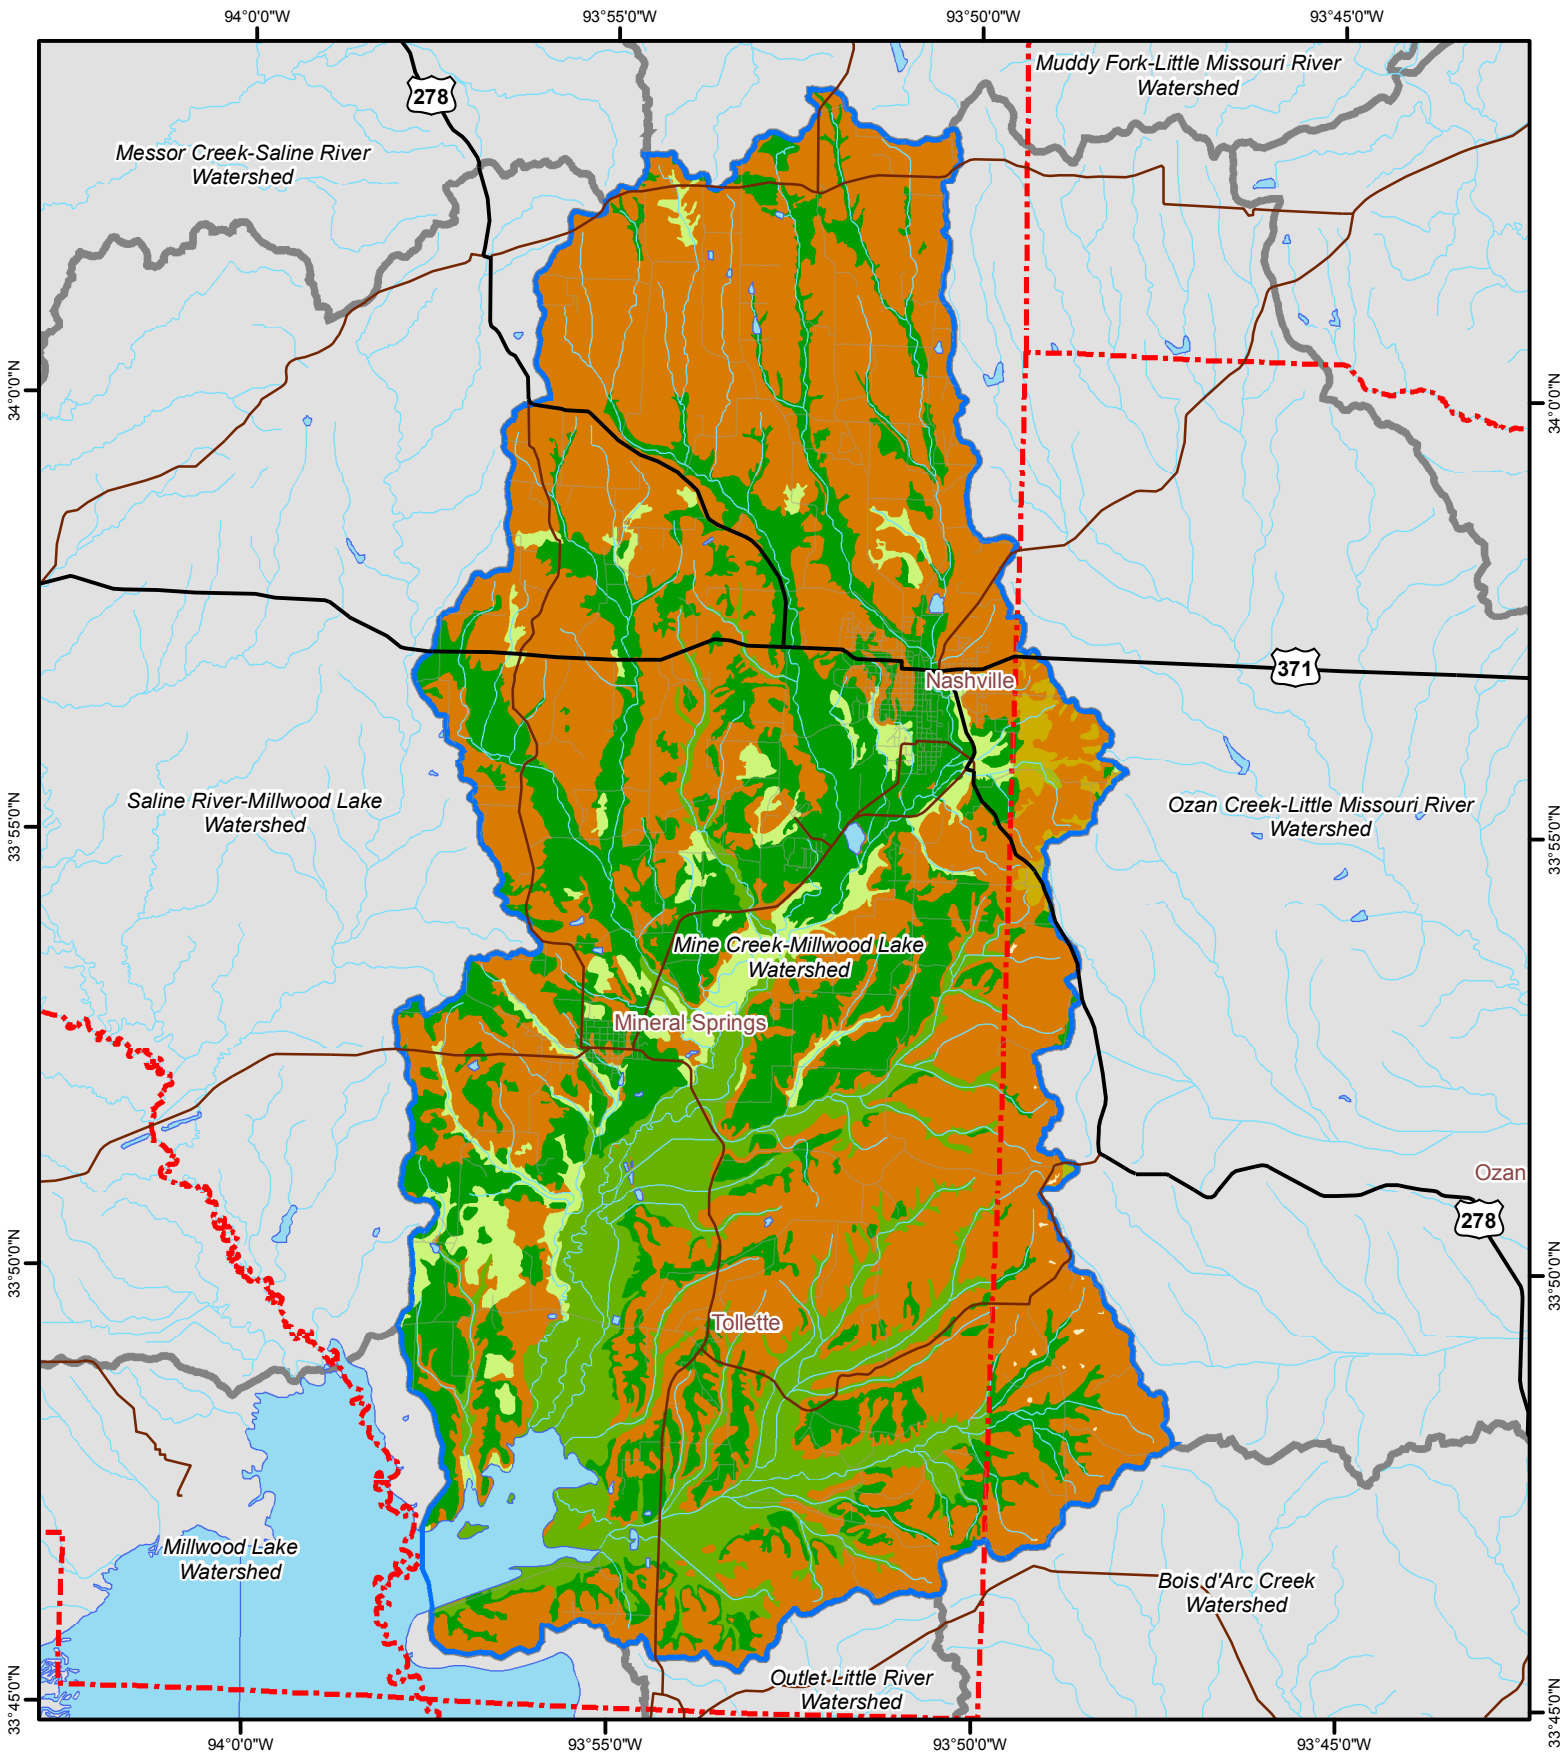 94°0'0"W
93°55'0"W
93°50'0"W
93°45'0"W
Muddy Fork-Little Missouri River
Watershed
278
Messor Creek-Saline River
Watershed
34°0'0"N
34°0'0"N
371
Nashville
Saline River-Millwood Lake
Watershed
Ozan Creek-Little Missouri River
Watershed
33°55'0"N
33°55'0"N
Mine Creek-Millwood Lake
Watershed
Mineral Springs
Ozan
278
33°50'0"N
33°50'0"N
Tollette
Millwood Lake
Watershed
Bois d'Arc Creek
Watershed
Outlet Little River
Watershed
33°45'0"N
33°45'0"N
94°0'0"W
93°55'0"W
93°50'0"W
93°45'0"W